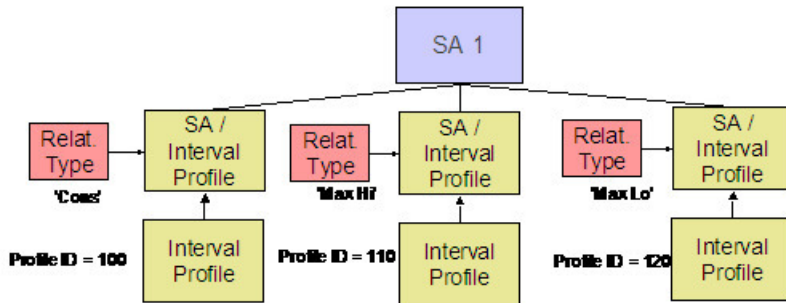 SA 1
Relat.
Type
'Cons'
SA /
Interval
Profile
Relat.
Type
'Max Hi'
SA /
Interval
Profile
Relat.
Type
'Max Lo'
SA /
Interval
Profile
Profile ID = 100
Interval
Profile
Profile ID = 110
Interval
Profile
Profile ID = 120
Interval
Profile